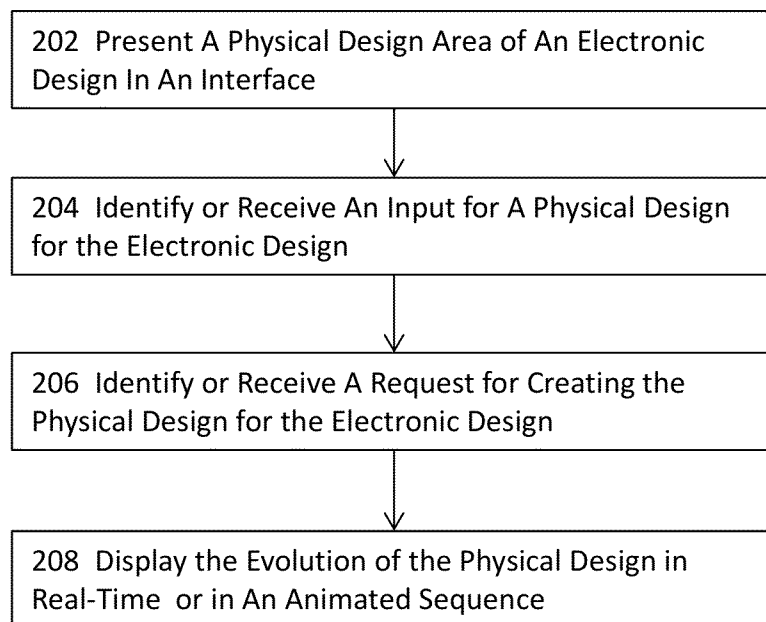 202 Present A Physical Design Area of An Electronic
Design In An Interface
204 Identify or Receive An Input for A Physical Design
for the Electronic Design
206 Identify or Receive A Request for Creating the
Physical Design for the Electronic Design
208 Display the Evolution of the Physical Design in
Real-Time or in An Animated Sequence